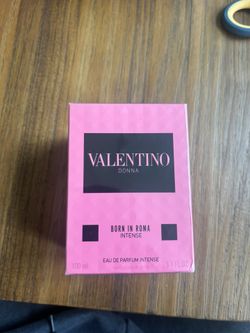 VALENTINO
DONNA
BORN IN ROMA
INTENSE
EAU DE PARFUM INTENSE
100 ml